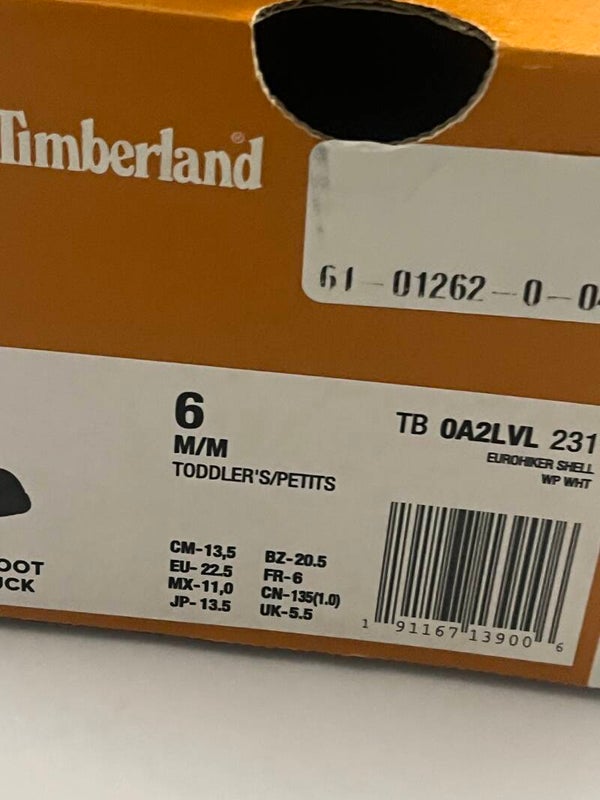 Timberland®
61-01262-0-0
6
M/M
TODDLER'S/PETITS
TB 0A2LVL 231
EUROHIKER SHELL
WP WHT
CM-13,5 BZ-20.5
EU-22.5 FR-6
MX-11,0 CN-135(1.0)
JP-13.5 UK-5.5
OOT
UCK
1 91167 13900 6